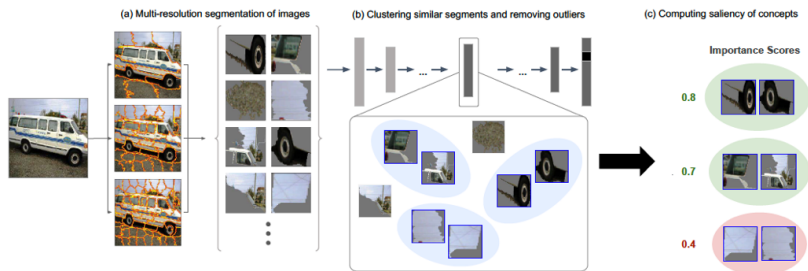 (a) Multi-resolution segmentation of images
(b) Clustering similar segments and removing outliers
(c) Computing saliency of concepts
Importance Scores
...
...
0.8
0.7
0.4